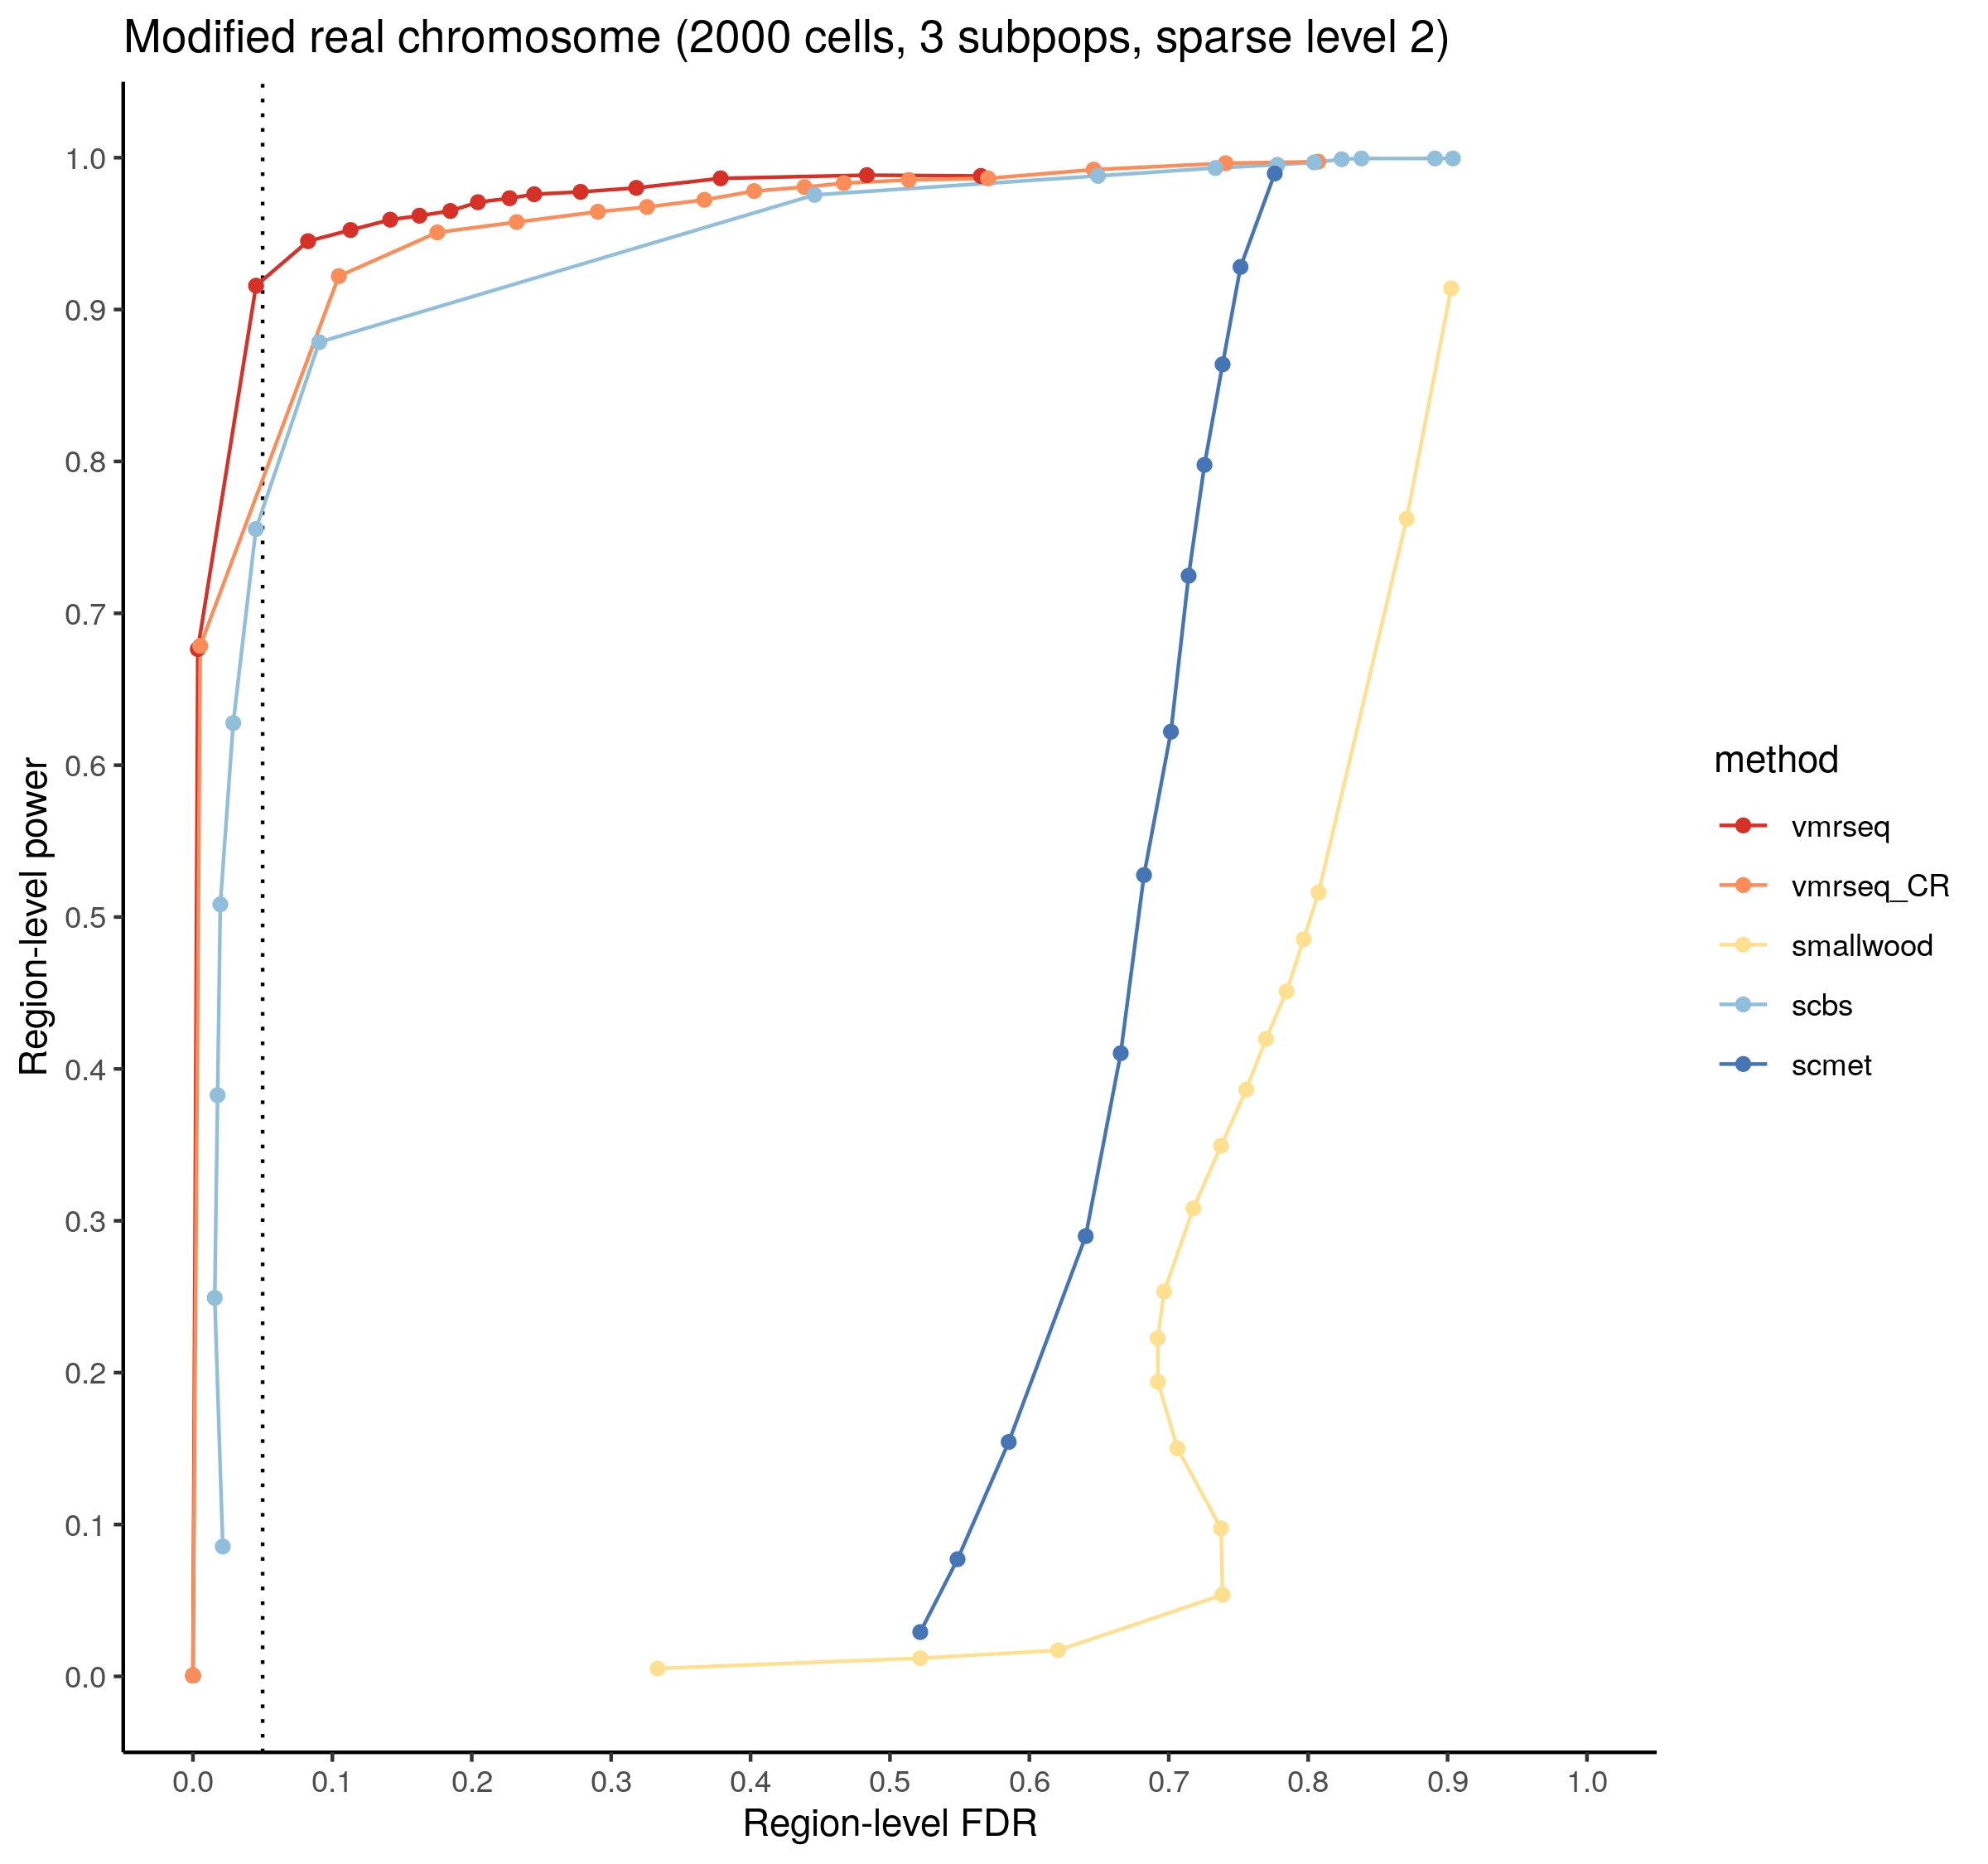 Modified real chromosome (2000 cells, 3 subpops, sparse level 2)
Region-level power
1.0
0.9
0.8
0.7
0.6
0.5
0.4
0.3
0.2
0.1
0.0
0.0 0.1 0.2 0.3 0.4 0.5 0.6 0.7 0.8 0.9 1.0
Region-level FDR
method
vmrseq
vmrseq_CR
smallwood
scbs
scmet